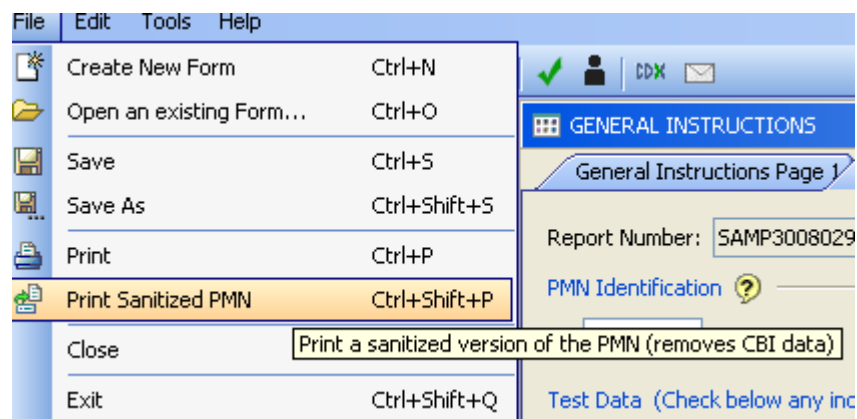 File Edit Tools Help
Create New Form Ctrl+N
Open an existing Form... Ctrl+O
Save Ctrl+S
Save As Ctrl+Shift+S
Print Ctrl+P
Print Sanitized PMN Ctrl+Shift+P
Close
Exit Ctrl+Shift+Q
CDX
GENERAL INSTRUCTIONS
General Instructions Page 1
Report Number: SAMP3008029
PMN Identification ?
Print a sanitized version of the PMN (removes CBI data)
Test Data (Check below any inc